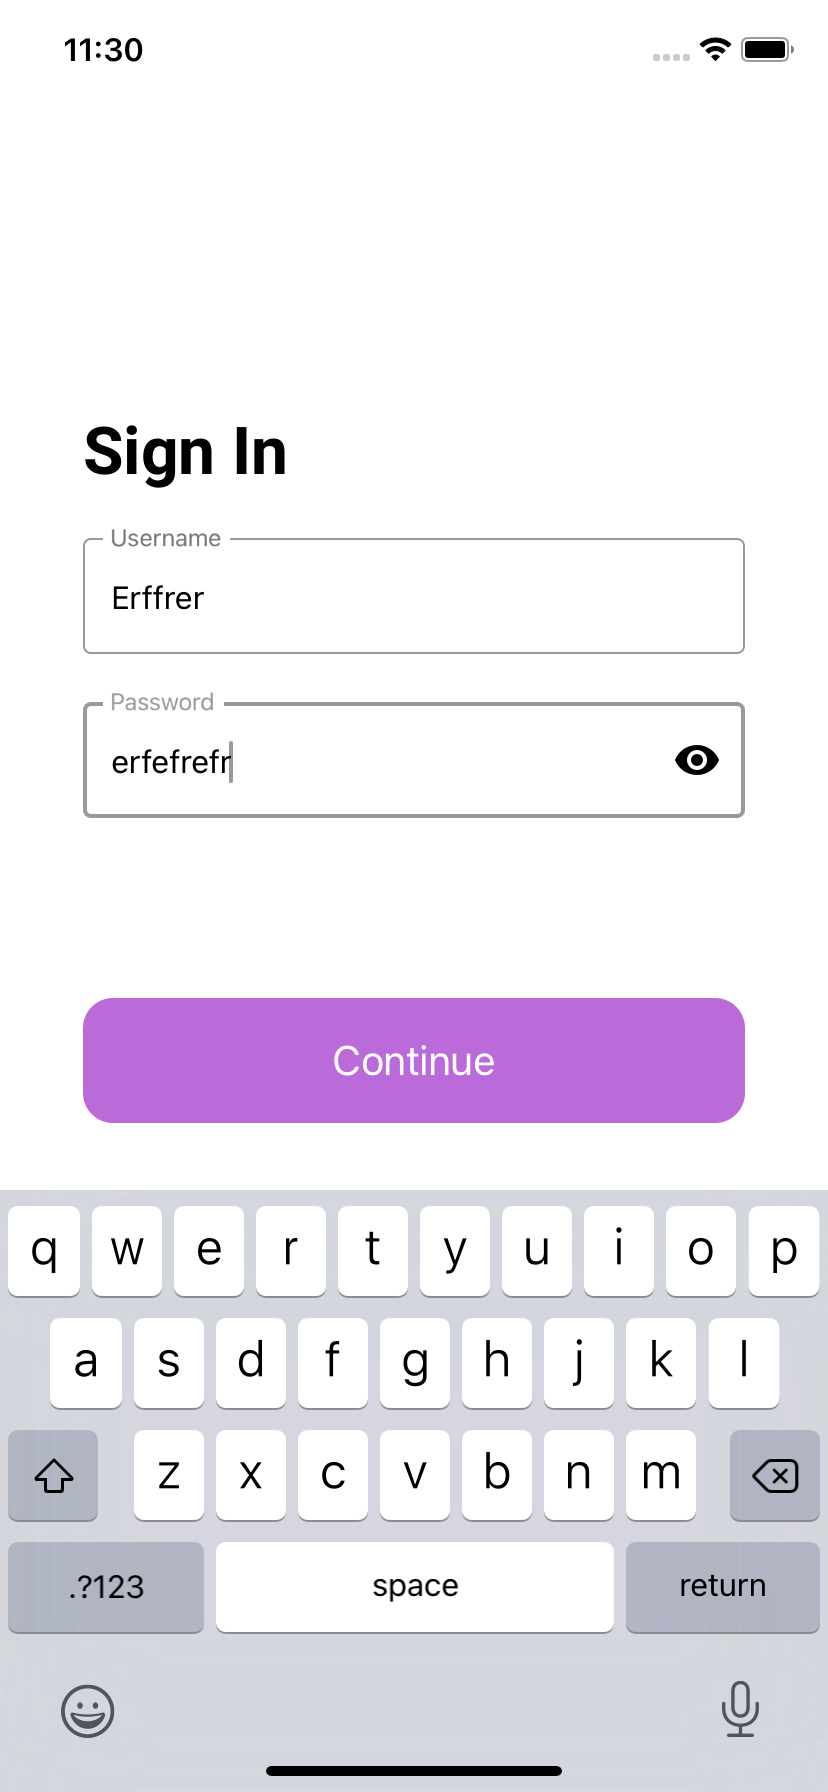 11:30
Sign In
Username
Erffrer
Password
erfefrefr
Continue
q w e r t y u i o p
a s d f g h j k l
z x c v b n m
.?123 space return